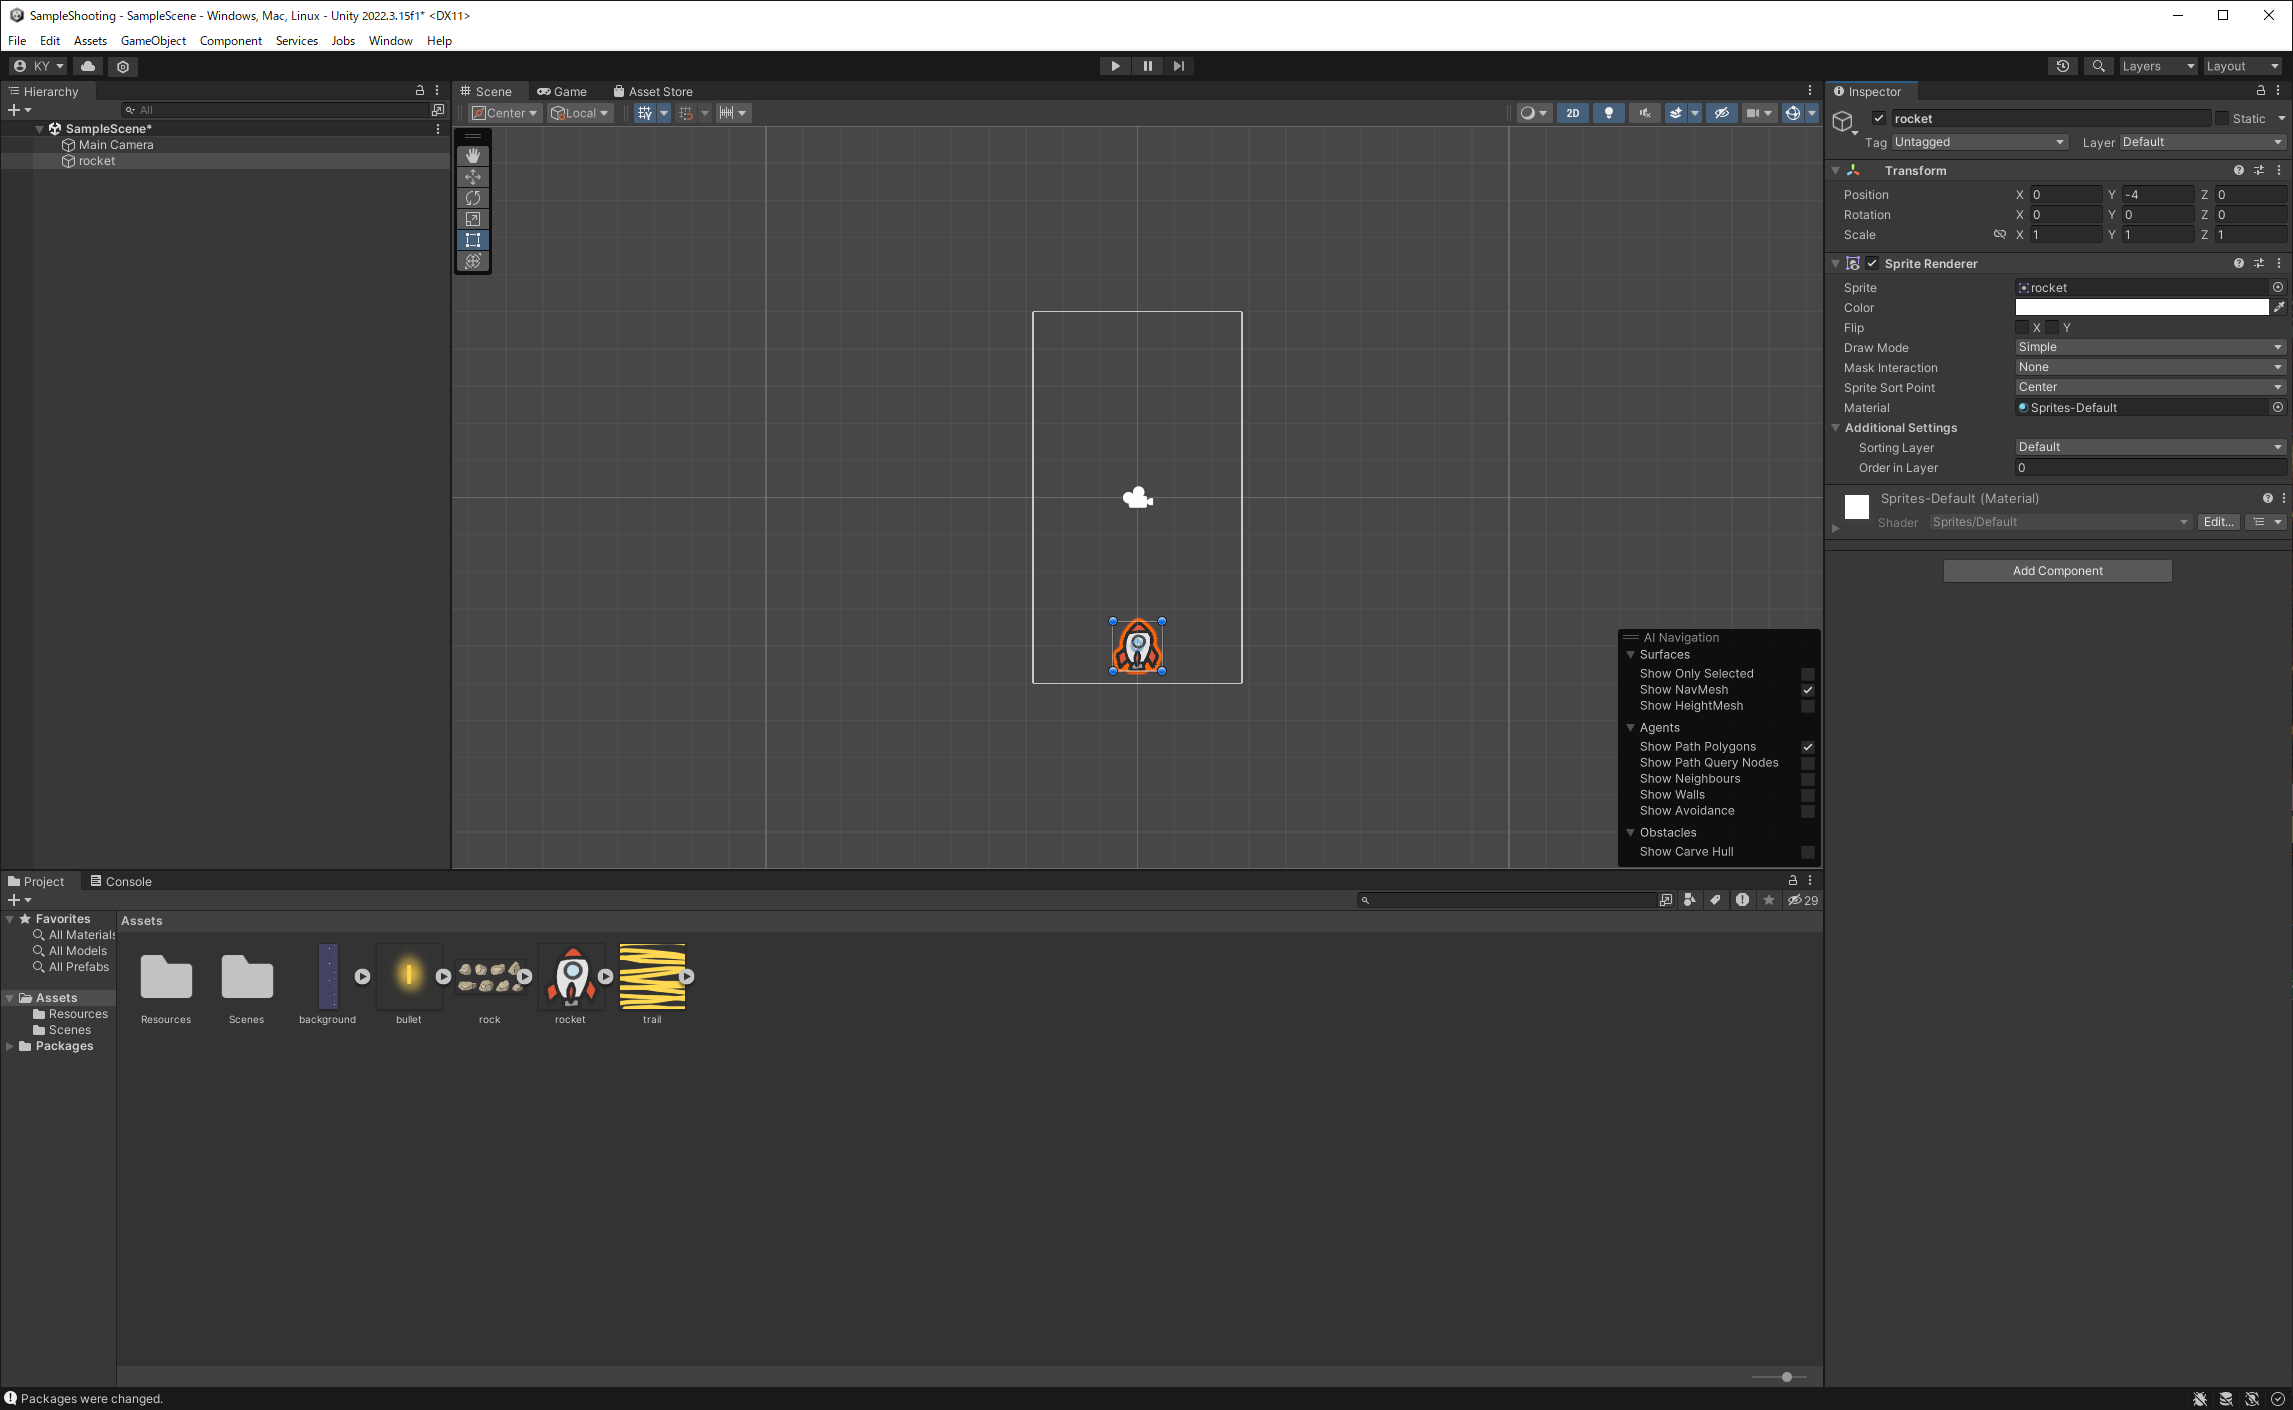 SampleShooting - SampleScene - Windows, Mac, Linux - Unity 2022.3.15f1* <DX11>
File Edit Assets GameObject Component Services Jobs Window Help
KY
Layers
Layout
Hierarchy
All
SampleScene*
Main Camera
rocket
Scene
Game
Asset Store
Center
Local
2D
Inspector
rocket
Static
Tag Untagged
Layer Default
Transform
Position X 0 Y -4 Z 0
Rotation X 0 Y 0 Z 0
Scale X 1 Y 1 Z 1
Sprite Renderer
Sprite rocket
Color
Flip X Y
Draw Mode Simple
Mask Interaction None
Sprite Sort Point Center
Material Sprites-Default
Additional Settings
Sorting Layer Default
Order in Layer 0
Sprites-Default (Material)
Shader Sprites/Default Edit...
Add Component
AI Navigation
Surfaces
Show Only Selected
Show NavMesh
Show HeightMesh
Agents
Show Path Polygons
Show Path Query Nodes
Show Neighbours
Show Walls
Show Avoidance
Obstacles
Show Carve Hull
Project
Console
29
Favorites
All Materials
All Models
All Prefabs
Assets
Resources
Scenes
Packages
Assets
Resources
Scenes
background
bullet
rock
rocket
trail
Packages were changed.